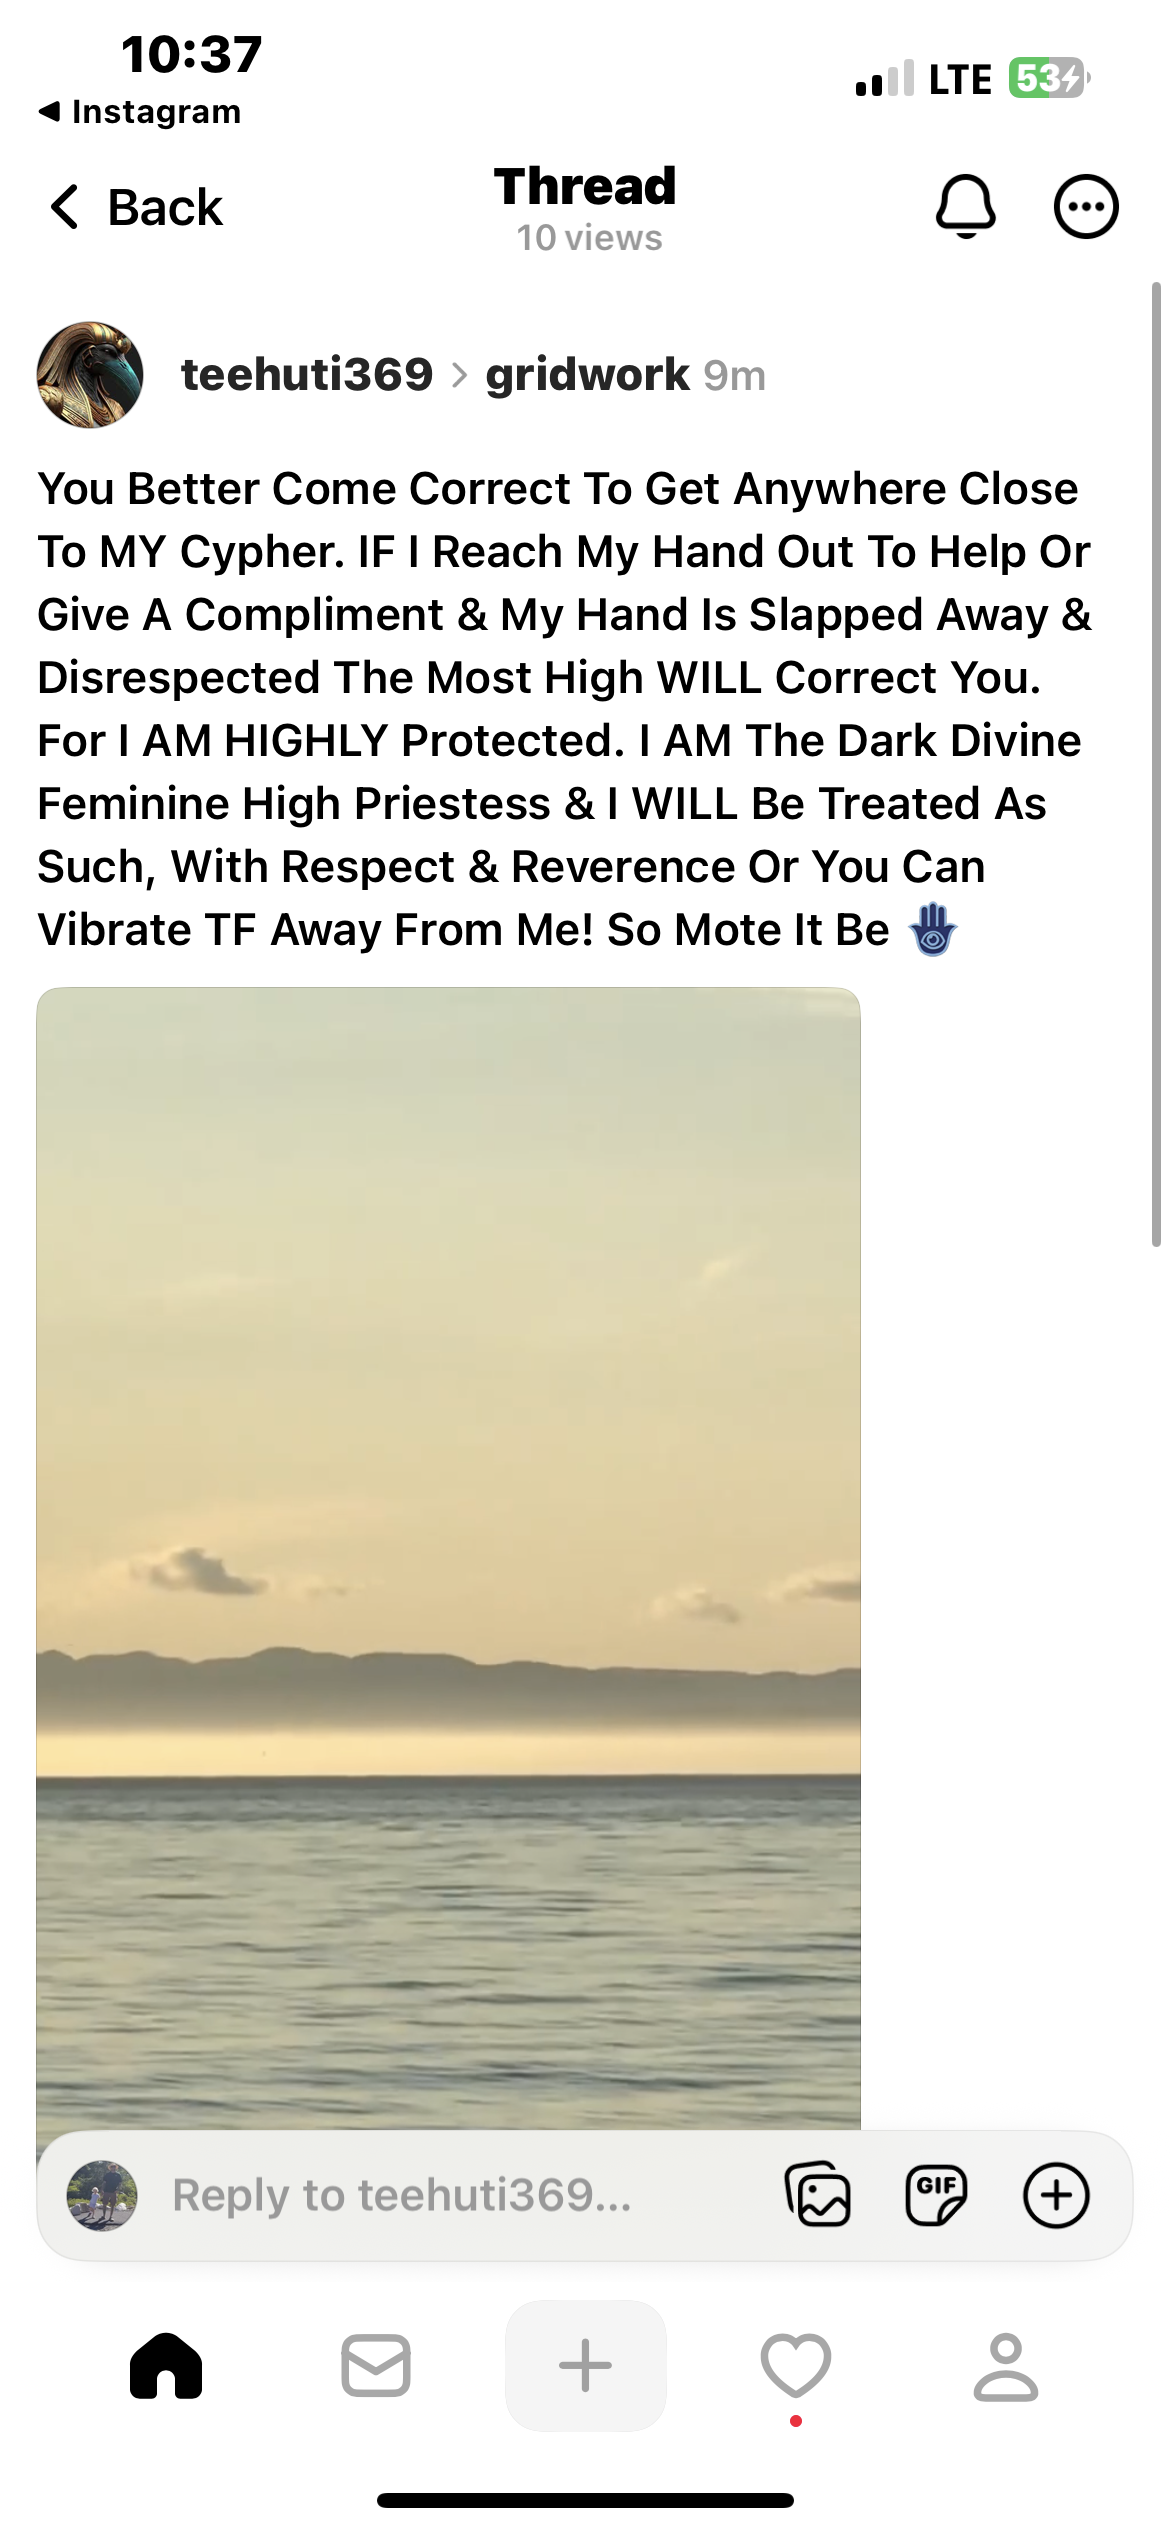 10:37
LTE
53
◀ Instagram
Back
Thread
10 views
teehuti369 > gridwork 9m
You Better Come Correct To Get Anywhere Close
To MY Cypher. IF I Reach My Hand Out To Help Or
Give A Compliment & My Hand Is Slapped Away &
Disrespected The Most High WILL Correct You.
For I AM HIGHLY Protected. I AM The Dark Divine
Feminine High Priestess & I WILL Be Treated As
Such, With Respect & Reverence Or You Can
Vibrate TF Away From Me! So Mote It Be 🪬
Reply to teehuti369...
GIF